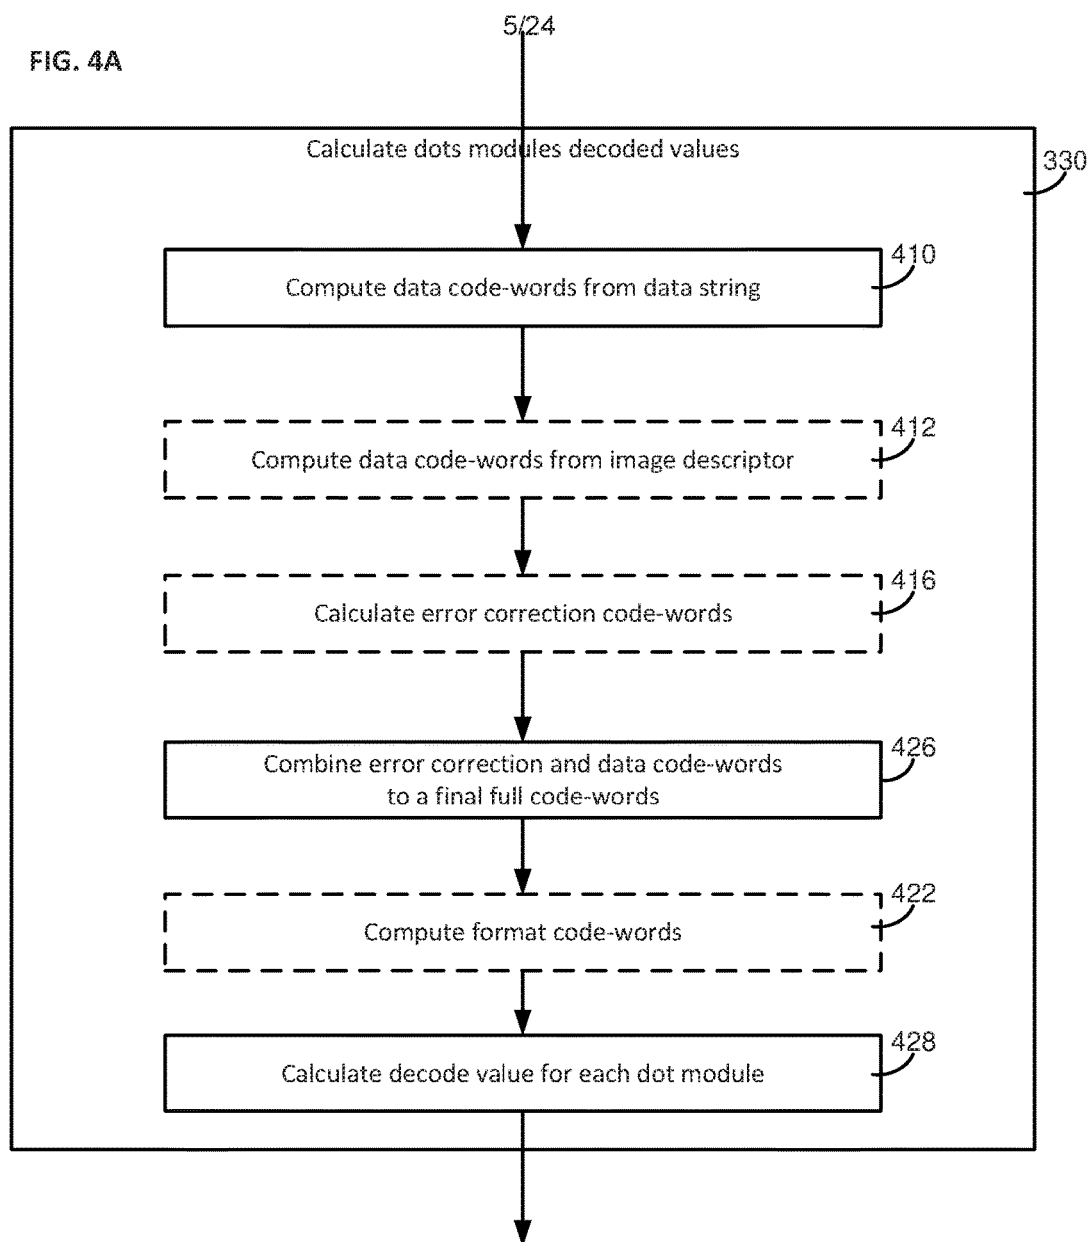 5/24
FIG. 4A
Calculate dots modules decoded values
330
410
Compute data code-words from data string
412
Compute data code-words from image descriptor
416
Calculate error correction code-words
426
Combine error correction and data code-words
to a final full code-words
422
Compute format code-words
428
Calculate decode value for each dot module